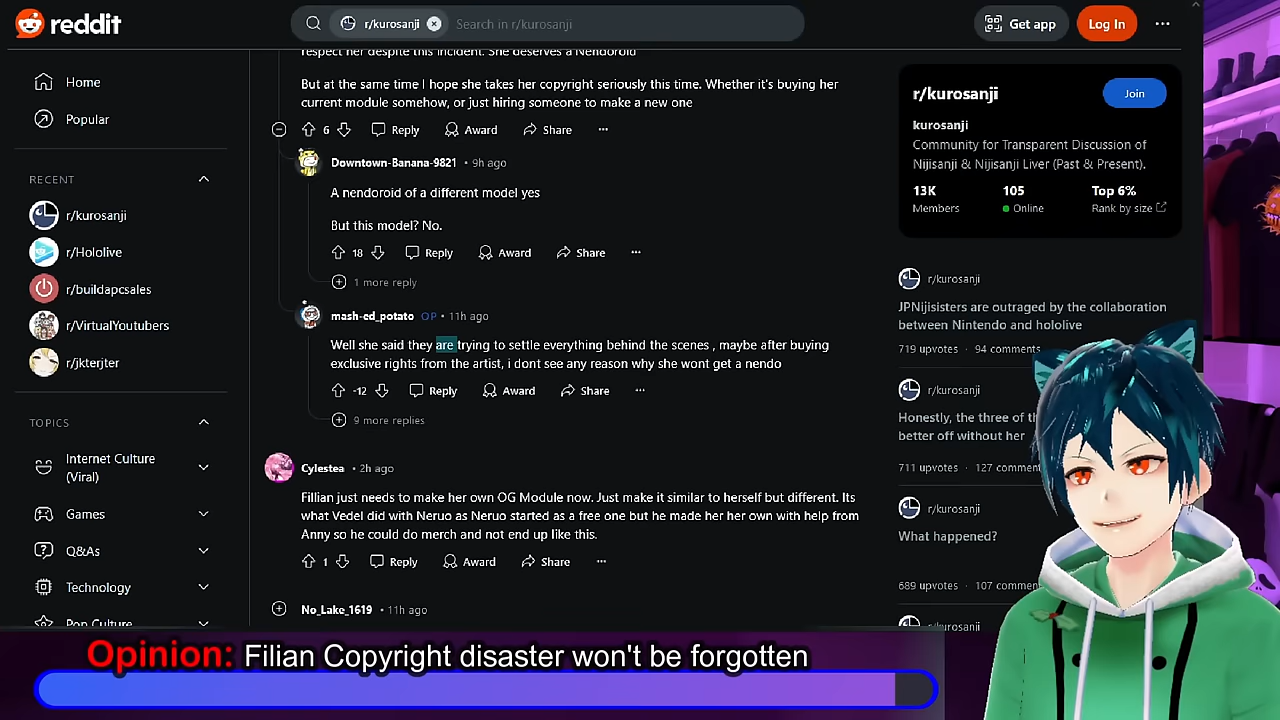 reddit
r/kurosanji
Search in r/kurosanji
Get app
Log In
Home
Popular
RECENT
r/kurosanji
r/Hololive
r/buildapcsales
r/VirtualYoutubers
r/jkterjter
TOPICS
Internet Culture
(Viral)
Games
Q&As
Technology
Pop Culture
respect her despite this incident. She deserves a Nendoroid
But at the same time I hope she takes her copyright seriously this time. Whether it's buying her
current module somehow, or just hiring someone to make a new one
6 Reply Award Share
Downtown-Banana-9821 • 9h ago
A nendoroid of a different model yes
But this model? No.
18 Reply Award Share
1 more reply
mash-ed_potato OP • 11h ago
Well she said they are trying to settle everything behind the scenes , maybe after buying
exclusive rights from the artist, i dont see any reason why she wont get a nendo
-12 Reply Award Share
9 more replies
Cylestea • 2h ago
Fillian just needs to make her own OG Module now. Just make it similar to herself but different. Its
what Vedel did with Neruo as Neruo started as a free one but he made her her own with help from
Anny so he could do merch and not end up like this.
1 Reply Award Share
No_Lake_1619 • 11h ago
r/kurosanji
Join
kurosanji
Community for Transparent Discussion of
Nijisanji & Nijisanji Liver (Past & Present).
13K 105 Top 6%
Members Online Rank by size
r/kurosanji
JPNijisisters are outraged by the collaboration
between Nintendo and hololive
719 upvotes • 94 comments
r/kurosanji
Honestly, the three of th
better off without her
711 upvotes • 127 commen
r/kurosanji
What happened?
689 upvotes • 107 commen
r/kurosanji
Opinion: Filian Copyright disaster won't be forgotten